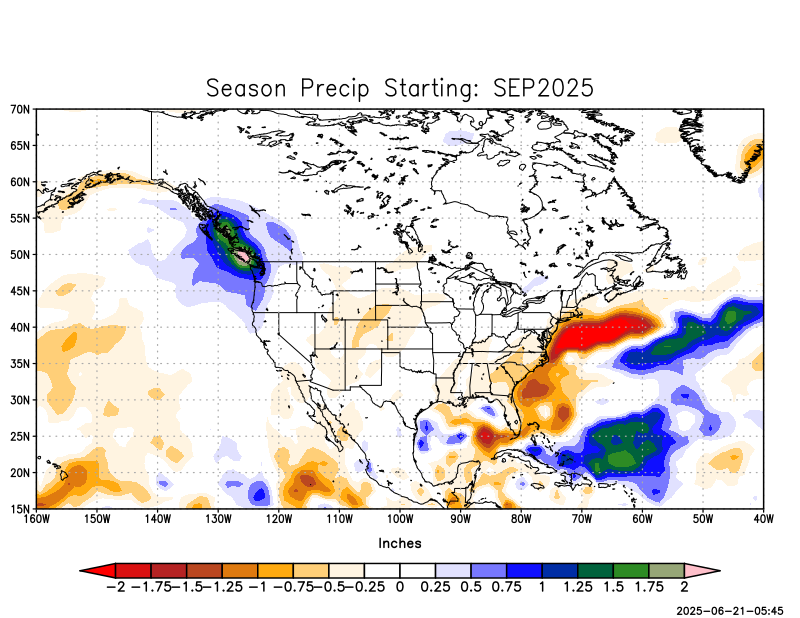 Season Precip Starting: SEP2025
70N
65N
60N
55N
50N
45N
40N
35N
30N
25N
20N
15N
160W 150W 140W 130W 120W 110W 100W 90W 80W 70W 60W 50W 40W
Inches
−2 −1.75−1.5−1.25 −1 −0.75−0.5−0.25 0 0.25 0.5 0.75 1 1.25 1.5 1.75 2
2025−06−21−05:45